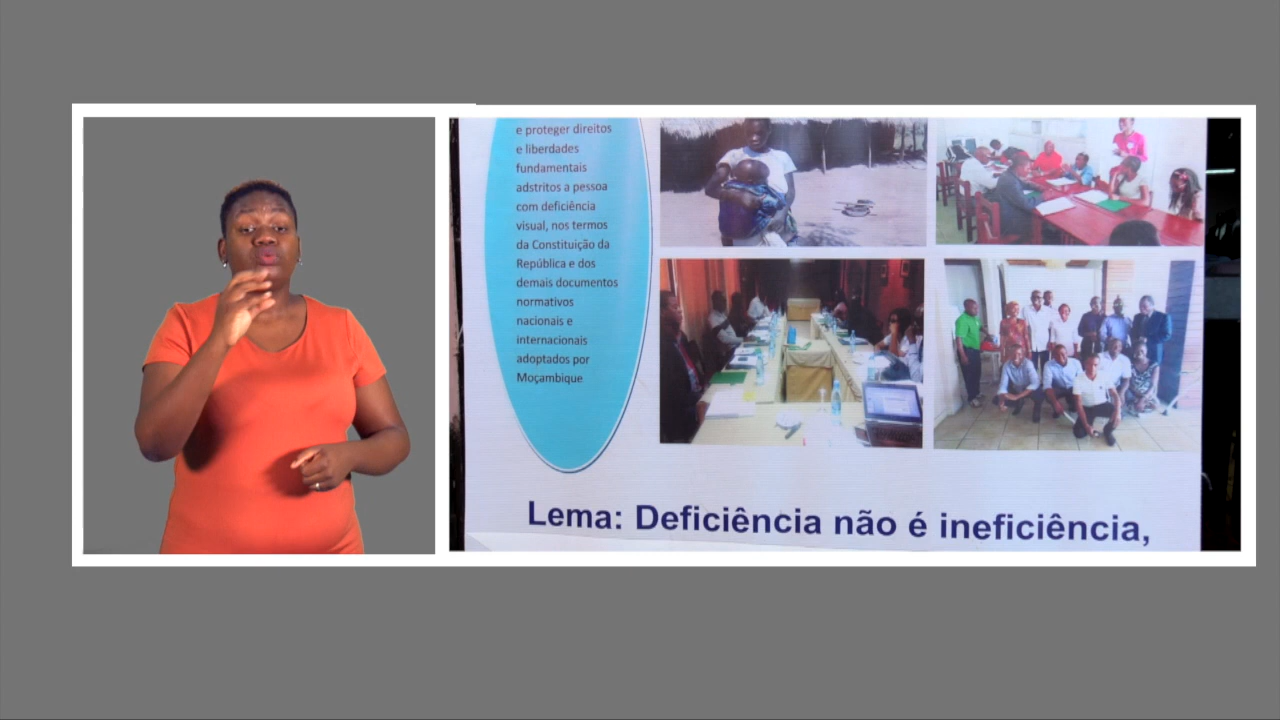 e proteger direitos
e liberdades
fundamentais
adstritos a pessoa
com deficiência
visual, nos termos
da Constituição da
República e dos
demais documentos
normativos
nacionais e
internacionais
adoptados por
Moçambique
Lema: Deficiência não é ineficiência,